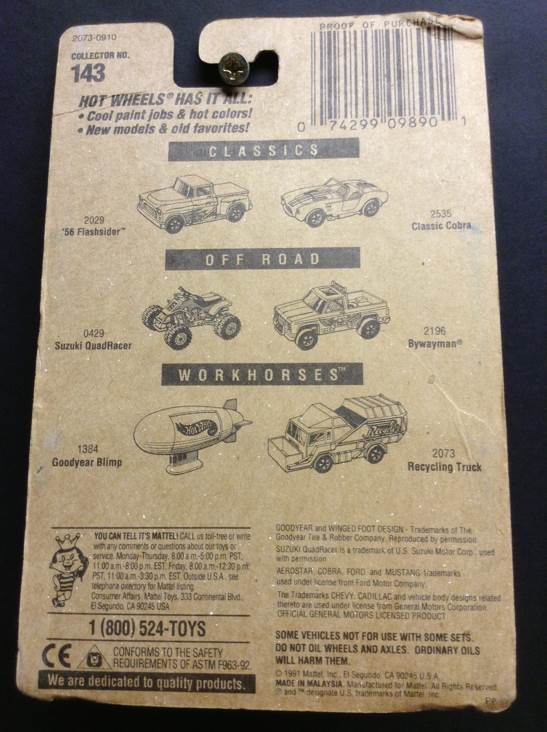 2073-0910
PROOF OF PURCHASE
COLLECTOR NO.
143
HOT WHEELS® HAS IT ALL:
• Cool paint jobs & hot colors!
• New models & old favorites!
0 74299 09890 1
CLASSICS
2029
'56 Flashsider™
2535
Classic Cobra
OFF ROAD
0429
Suzuki QuadRacer
2196
Bywayman®
WORKHORSES™
Hot Wheels
1384
Goodyear Blimp
Recycle
2073
Recycling Truck
YOU CAN TELL IT'S MATTEL! CALL us toll-free or write
with any comments or questions about our toys or
service. Monday-Thursday, 8:00 a.m.-5:00 p.m. PST;
11:00 a.m.-8:00 p.m. EST. Friday, 8:00 a.m.-12:30 p.m.
PST, 11:00 a.m.-3:30 p.m. EST. Outside U.S.A., see
telephone directory for Mattel listing.
Consumer Affairs, Mattel Toys, 333 Continental Blvd.,
El Segundo, CA 90245 USA
1 (800) 524-TOYS
CE
CONFORMS TO THE SAFETY
REQUIREMENTS OF ASTM F963-92
We are dedicated to quality products.
GOODYEAR and WINGED FOOT DESIGN - Trademarks of The
Goodyear Tire & Rubber Company. Reproduced by permission.
SUZUKI QuadRacer is a trademark of U.S. Suzuki Motor Corp., used
with permission.
AEROSTAR, COBRA, FORD and MUSTANG trademarks
used under license from Ford Motor Company.
The Trademarks CHEVY, CADILLAC and vehicle body designs related
thereto are used under license from General Motors Corporation.
OFFICIAL GENERAL MOTORS LICENSED PRODUCT
SOME VEHICLES NOT FOR USE WITH SOME SETS.
DO NOT OIL WHEELS AND AXLES. ORDINARY OILS
WILL HARM THEM.
© 1991 Mattel, Inc., El Segundo, CA 90245 U.S.A.
MADE IN MALAYSIA. Manufactured for Mattel. All Rights Reserved.
® and ™ designate U.S. trademarks of Mattel, Inc.
PP